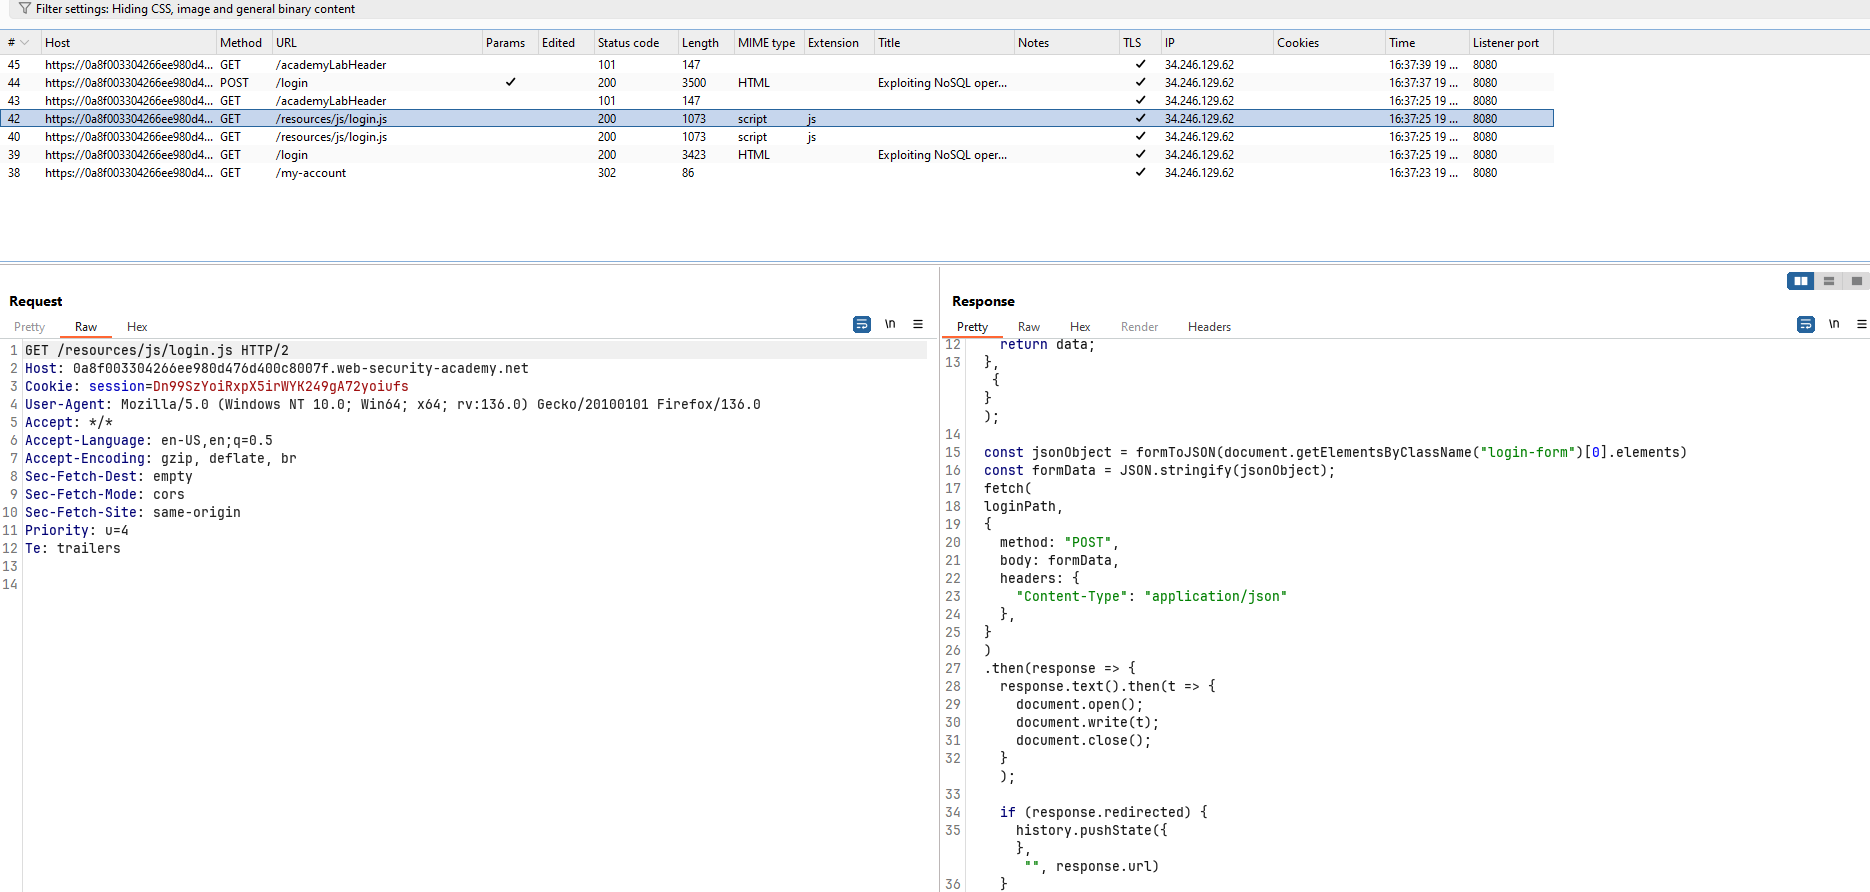 Filter settings: Hiding CSS, image and general binary content
# Host Method URL Params Edited Status code Length MIME type Extension Title Notes TLS IP Cookies Time Listener port
45 https://0a8f003304266ee980d4... GET /academyLabHeader 101 147 ✓ 34.246.129.62 16:37:39 19 ... 8080
44 https://0a8f003304266ee980d4... POST /login ✓ 200 3500 HTML Exploiting NoSQL oper... ✓ 34.246.129.62 16:37:37 19 ... 8080
43 https://0a8f003304266ee980d4... GET /academyLabHeader 101 147 ✓ 34.246.129.62 16:37:25 19 ... 8080
42 https://0a8f003304266ee980d4... GET /resources/js/login.js 200 1073 script js ✓ 34.246.129.62 16:37:25 19 ... 8080
40 https://0a8f003304266ee980d4... GET /resources/js/login.js 200 1073 script js ✓ 34.246.129.62 16:37:25 19 ... 8080
39 https://0a8f003304266ee980d4... GET /login 200 3423 HTML Exploiting NoSQL oper... ✓ 34.246.129.62 16:37:25 19 ... 8080
38 https://0a8f003304266ee980d4... GET /my-account 302 86 ✓ 34.246.129.62 16:37:23 19 ... 8080
Request
Pretty Raw Hex \n
1 GET /resources/js/login.js HTTP/2
2 Host: 0a8f003304266ee980d476d400c8007f.web-security-academy.net
3 Cookie: session=Dn99SzYoiRxpX5irWYK249gA72yoiufs
4 User-Agent: Mozilla/5.0 (Windows NT 10.0; Win64; x64; rv:136.0) Gecko/20100101 Firefox/136.0
5 Accept: */*
6 Accept-Language: en-US,en;q=0.5
7 Accept-Encoding: gzip, deflate, br
8 Sec-Fetch-Dest: empty
9 Sec-Fetch-Mode: cors
10 Sec-Fetch-Site: same-origin
11 Priority: u=4
12 Te: trailers
13
14
Response
Pretty Raw Hex Render Headers \n
12 return data;
13 },
{
}
);
14
15 const jsonObject = formToJSON(document.getElementsByClassName("login-form")[0].elements)
16 const formData = JSON.stringify(jsonObject);
17 fetch(
18 loginPath,
19 {
20 method: "POST",
21 body: formData,
22 headers: {
23 "Content-Type": "application/json"
24 },
25 }
26 )
27 .then(response => {
28 response.text().then(t => {
29 document.open();
30 document.write(t);
31 document.close();
32 }
);
33
34 if (response.redirected) {
35 history.pushState({
},
"", response.url)
36 }